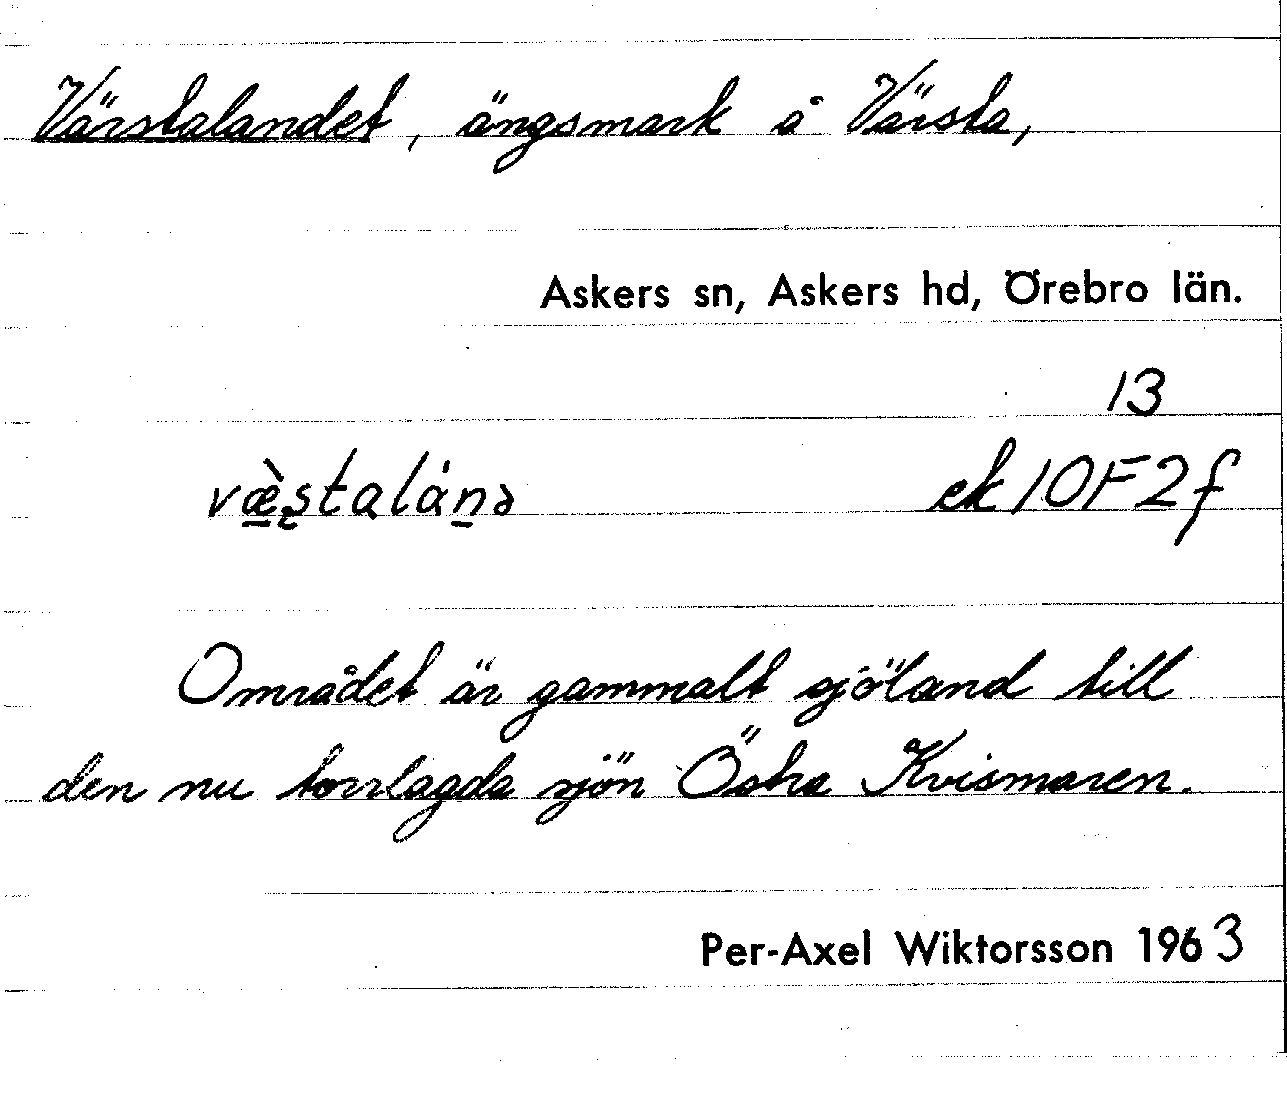 Värstalandet, ängsmark å Värsta,
Askers sn, Askers hd, Örebro län.
13
væ̀stalánə ek 10F2f
Området är gammalt sjöland till
den nu torrlagda sjön Östra Kvismaren.
Per-Axel Wiktorsson 1963